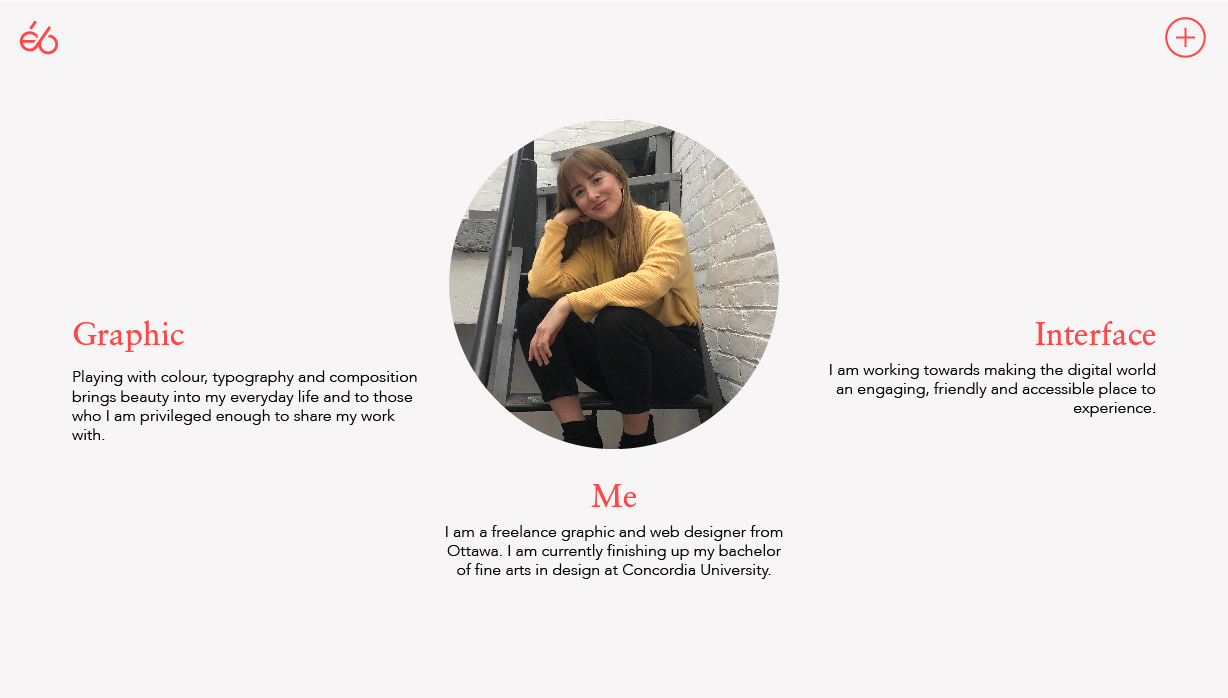 éb
Graphic
Playing with colour, typography and composition
brings beauty into my everyday life and to those
who I am privileged enough to share my work
with.
Me
I am a freelance graphic and web designer from
Ottawa. I am currently finishing up my bachelor
of fine arts in design at Concordia University.
Interface
I am working towards making the digital world
an engaging, friendly and accessible place to
experience.